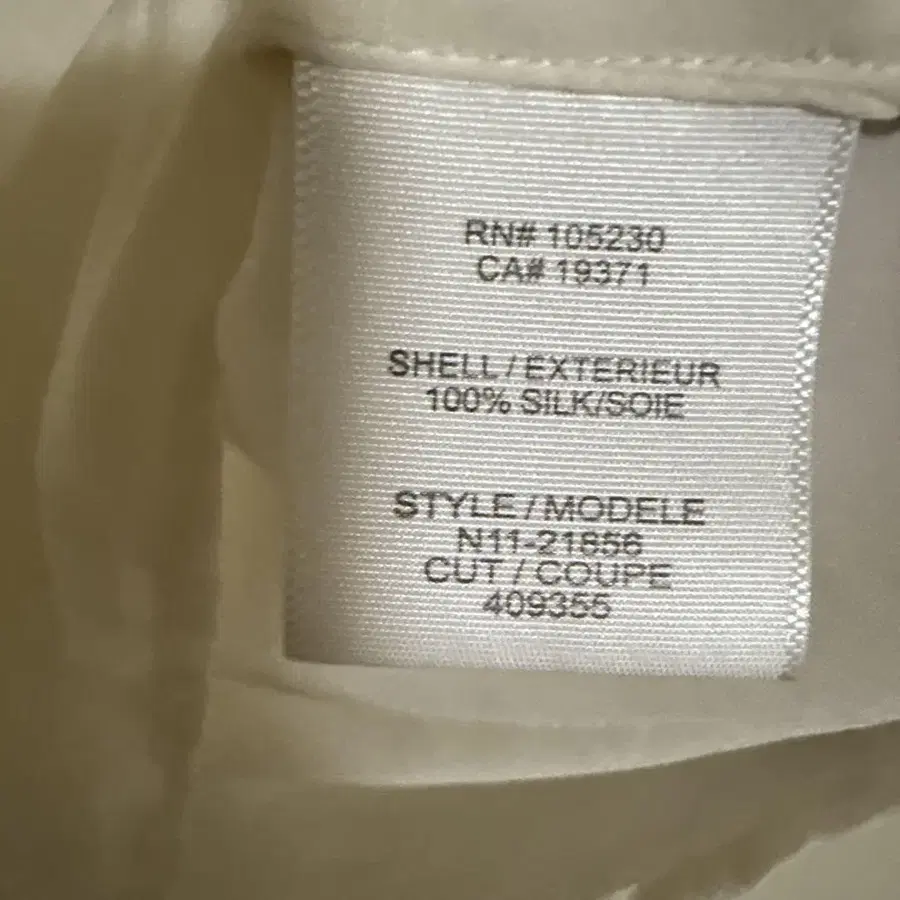 RN# 105230
CA# 19371
SHELL / EXTERIEUR
100% SILK/SOIE
STYLE / MODELE
N11-21856
CUT / COUPE
409355